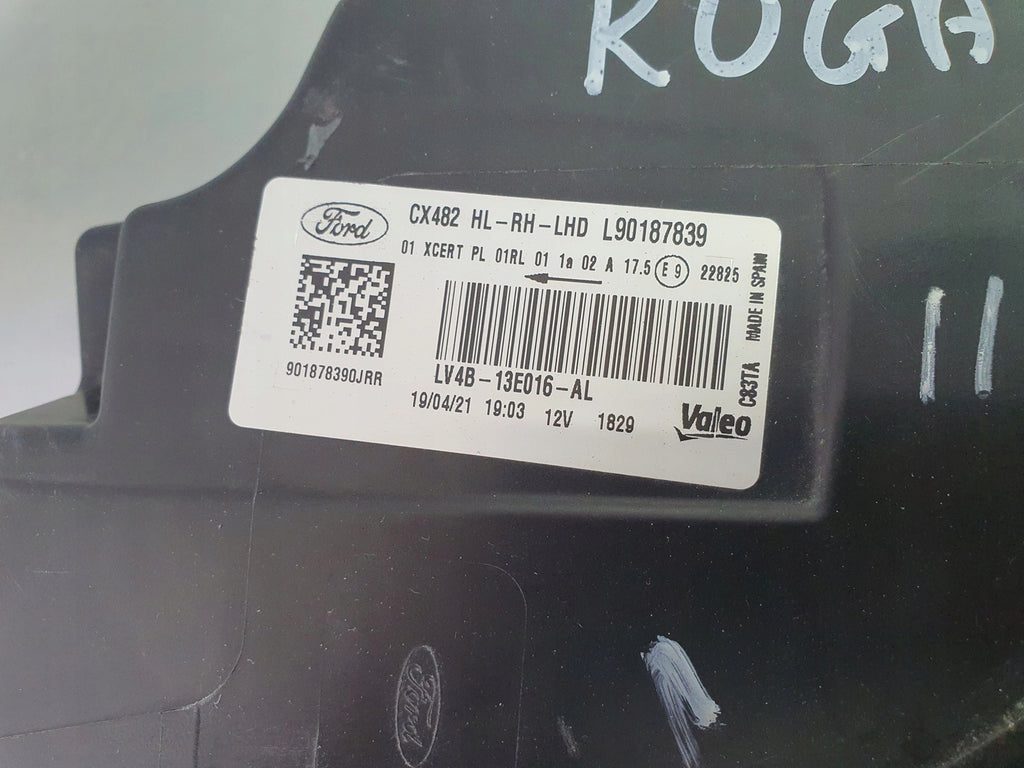 KUGA
Ford
CX482 HL-RH-LHD L90187839
01 XCERT PL 01RL 01 1a 02 A 17.5 E9 22825
901878390JRR
LV4B-13E016-AL
19/04/21 19:03 12V 1829
Valeo
C83TA MADE IN SPAIN
II
Ford